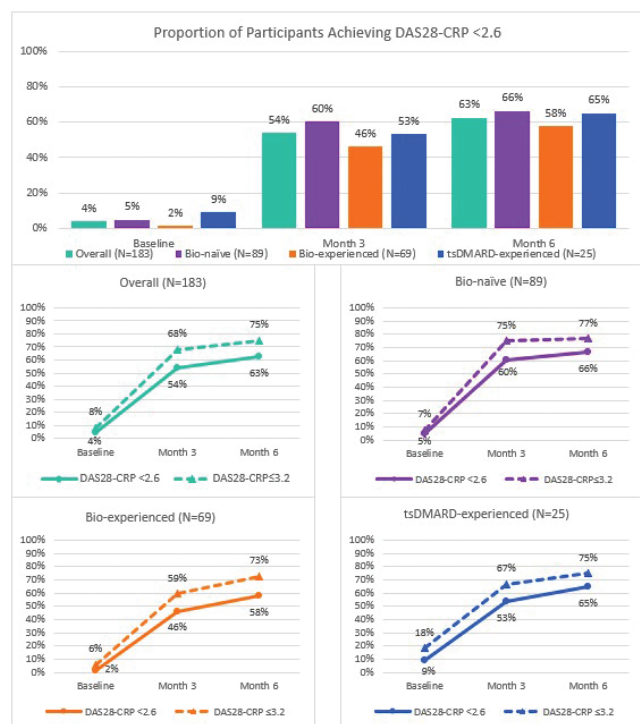 Proportion of Participants Achieving DAS28-CRP <2.6
100%
80%
60%
40%
20%
0%
4%
5%
2%
9%
54%
60%
46%
53%
63%
66%
58%
65%
Baseline
Month 3
Month 6
Overall (N=183)
Bio-naïve (N=89)
Bio-experienced (N=69)
tsDMARD-experienced (N=25)
Overall (N=183)
100%
90%
80%
70%
60%
50%
40%
30%
20%
10%
0%
8%
4%
68%
54%
75%
63%
Baseline
Month 3
Month 6
DAS28-CRP <2.6
DAS28-CRP≤3.2
Bio-naïve (N=89)
100%
90%
80%
70%
60%
50%
40%
30%
20%
10%
0%
7%
5%
75%
60%
77%
66%
Baseline
Month 3
Month 6
DAS28-CRP <2.6
DAS28-CRP≤3.2
Bio-experienced (N=69)
100%
90%
80%
70%
60%
50%
40%
30%
20%
10%
0%
6%
2%
59%
46%
73%
58%
Baseline
Month 3
Month 6
DAS28-CRP <2.6
DAS28-CRP ≤3.2
tsDMARD-experienced (N=25)
100%
90%
80%
70%
60%
50%
40%
30%
20%
10%
0%
18%
9%
67%
53%
75%
65%
Baseline
Month 3
Month 6
DAS28-CRP <2.6
DAS28-CRP ≤3.2